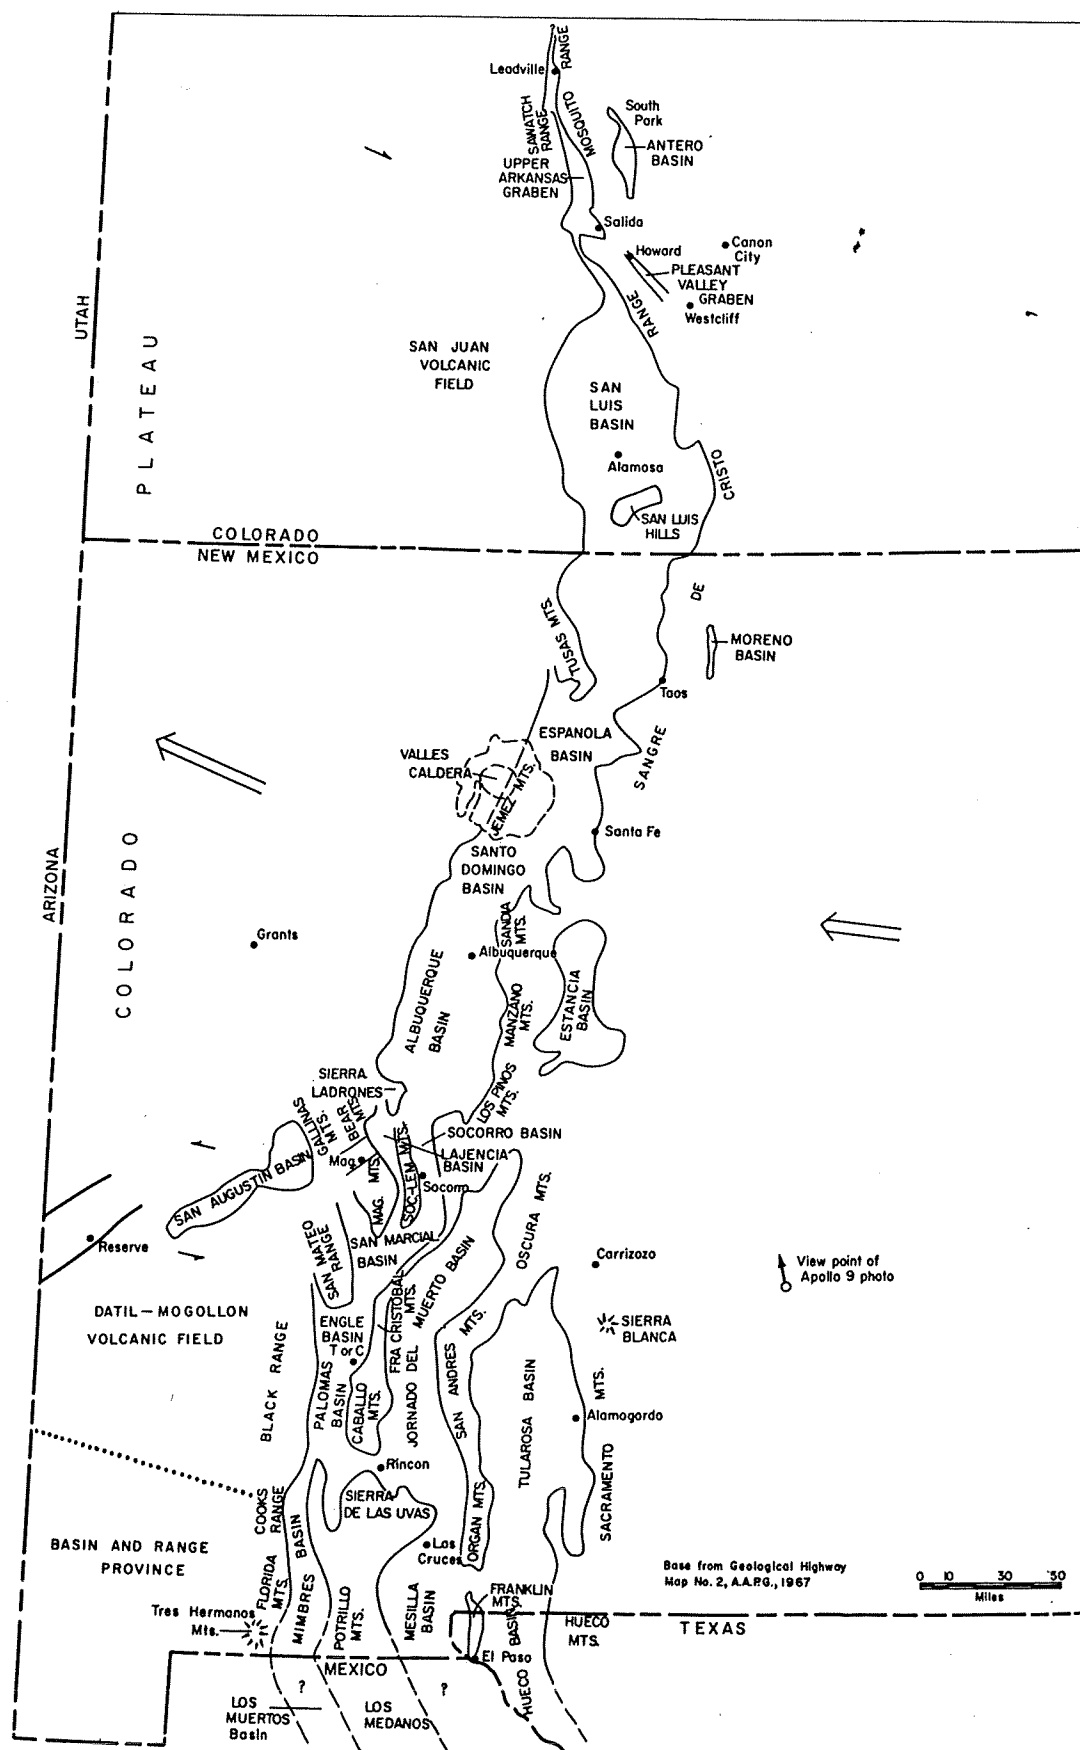 RANGE
Leadville
SAWATCH
RANGE
MOSQUITO
South
Park
ANTERO
BASIN
UPPER
ARKANSAS
GRABEN
Salida
Howard
Canon
City
PLEASANT
VALLEY
GRABEN
Westcliff
UTAH
PLATEAU
SAN JUAN
VOLCANIC
FIELD
RANGE
SAN
LUIS
BASIN
Alamosa
CRISTO
SAN LUIS
HILLS
COLORADO
NEW MEXICO
DE
TUSAS MTS.
MORENO
BASIN
Taos
ESPANOLA
BASIN
SANGRE
VALLES
CALDERA
JEMEZ MTS.
Santa Fe
SANTO
DOMINGO
BASIN
ARIZONA
COLORADO
Grants
SANDIA
MTS.
Albuquerque
ALBUQUERQUE
BASIN
MANZANO
MTS.
ESTANCIA
BASIN
SIERRA
LADRONES
LOS PINOS
MTS.
GALLINAS
MTS.
BEAR
MTS.
SOCORRO BASIN
LAJENCIA
BASIN
Mag.
MAG. MTS.
SOC-LEM MTS.
Socorro
SAN AUGUSTIN BASIN
Reserve
SAN MATEO
RANGE
SAN MARCIAL
BASIN
OSCURA MTS.
Carrizozo
View point of
Apollo 9 photo
DATIL-MOGOLLON
VOLCANIC FIELD
ENGLE
BASIN
T or C
FRA CRISTOBAL
MTS.
JORNADO DEL MUERTO BASIN
SIERRA
BLANCA
BLACK RANGE
PALOMAS
BASIN
CABALLO
MTS.
SAN ANDRES MTS.
TULAROSA BASIN
Alamogordo
SACRAMENTO MTS.
Rincon
SIERRA
DE LAS UVAS
COOKS
RANGE
ORGAN MTS.
Las
Cruces
BASIN AND RANGE
PROVINCE
FLORIDA
MTS.
MIMBRES BASIN
POTRILLO
MTS.
MESILLA
BASIN
Base from Geological Highway
Map No. 2, A.A.P.G., 1967
0 10 30 50
Miles
Tres Hermanos
Mts.
FRANKLIN
MTS.
HUECO BASIN
HUECO
MTS.
TEXAS
El Paso
MEXICO
?
?
LOS
MUERTOS
Basin
LOS
MEDANOS